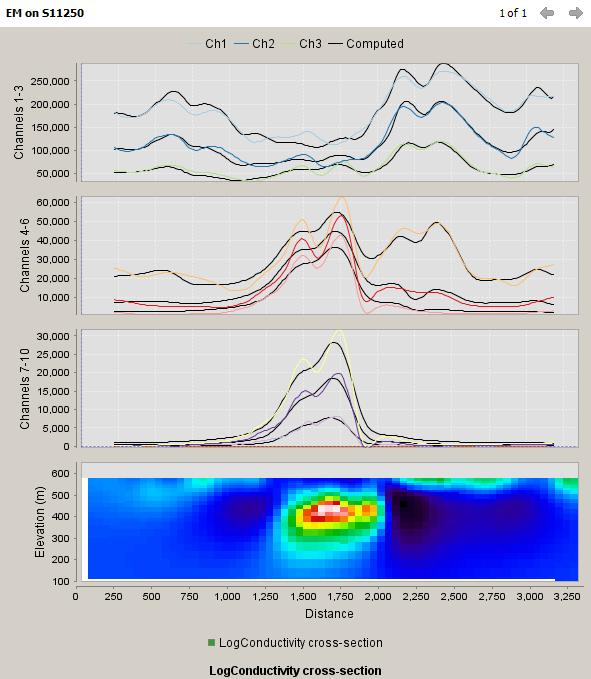 EM on S11250
1 of 1
Ch1 Ch2 Ch3 Computed
Channels 1-3
250,000
200,000
150,000
100,000
50,000
Channels 4-6
60,000
50,000
40,000
30,000
20,000
10,000
Channels 7-10
30,000
25,000
20,000
15,000
10,000
5,000
0
Elevation (m)
600
500
400
300
200
100
0 250 500 750 1,000 1,250 1,500 1,750 2,000 2,250 2,500 2,750 3,000 3,250
Distance
LogConductivity cross-section
LogConductivity cross-section